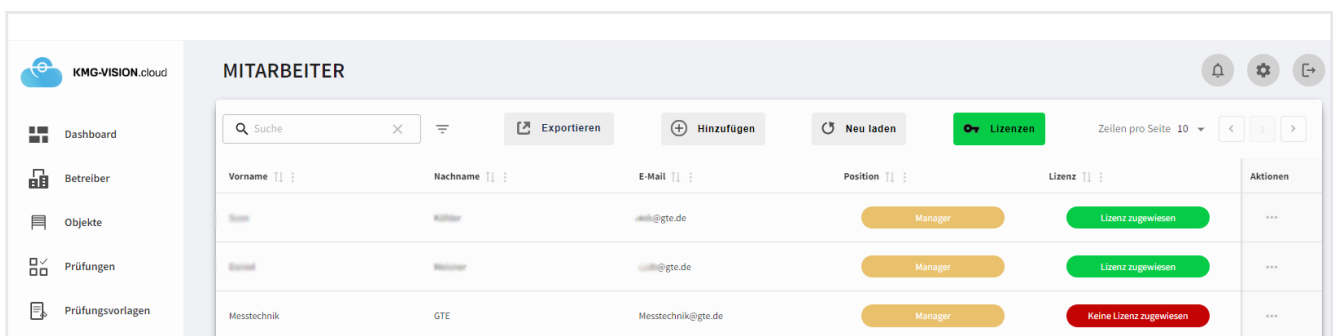 KMG-VISION.cloud
MITARBEITER
Dashboard
Betreiber
Objekte
Prüfungen
Prüfungsvorlagen
Suche
Exportieren
Hinzufügen
Neu laden
Lizenzen
Zeilen pro Seite 10
Vorname Nachname E-Mail Position Lizenz Aktionen
@gte.de Manager Lizenz zugewiesen
@gte.de Manager Lizenz zugewiesen
Messtechnik GTE Messtechnik@gte.de Manager Keine Lizenz zugewiesen